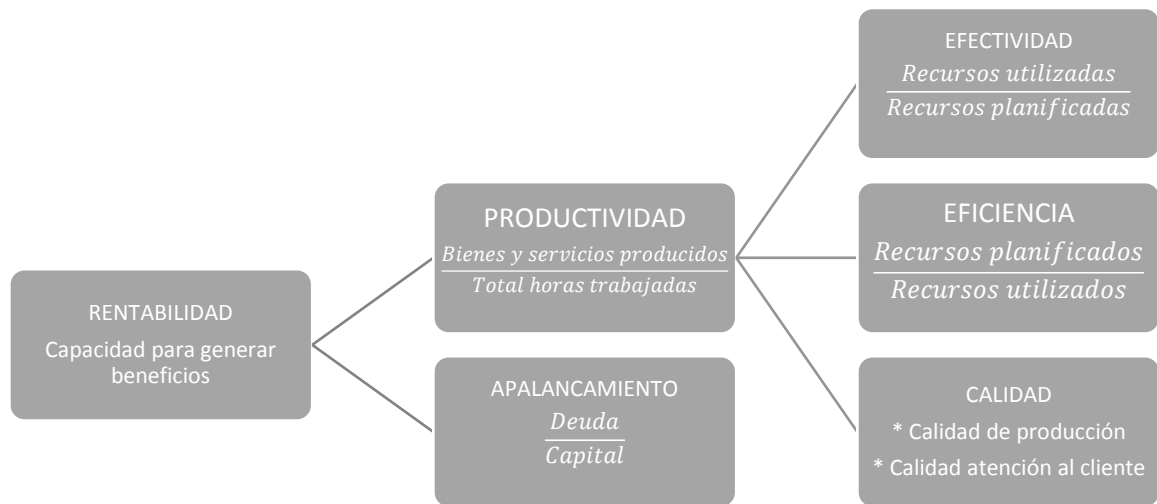 RENTABILIDAD
Capacidad para generar
beneficios
PRODUCTIVIDAD
Bienes y servicios producidos
Total horas trabajadas
APALANCAMIENTO
Deuda
Capital
EFECTIVIDAD
Recursos utilizadas
Recursos planificadas
EFICIENCIA
Recursos planificados
Recursos utilizados
CALIDAD
* Calidad de producción
* Calidad atención al cliente